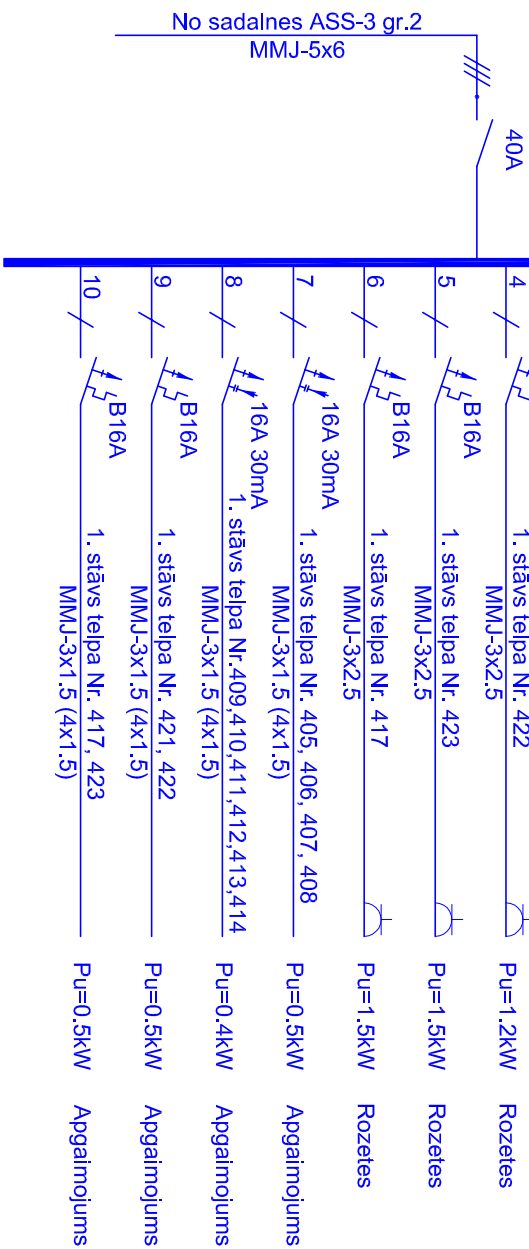 No sadalnes ASS-3 gr.2
MMJ-5x6
40A
4
1. stāvs telpa Nr. 422
MMJ-3x2.5
Pu=1.2kW
Rozetes
5
B16A
1. stāvs telpa Nr. 423
MMJ-3x2.5
Pu=1.5kW
Rozetes
6
B16A
1. stāvs telpa Nr. 417
MMJ-3x2.5
Pu=1.5kW
Rozetes
7
16A 30mA
1. stāvs telpa Nr. 405, 406, 407, 408
MMJ-3x1.5 (4x1.5)
Pu=0.5kW
Apgaimojums
8
16A 30mA
1. stāvs telpa Nr.409,410,411,412,413,414
MMJ-3x1.5 (4x1.5)
Pu=0.4kW
Apgaimojums
9
B16A
1. stāvs telpa Nr. 421, 422
MMJ-3x1.5 (4x1.5)
Pu=0.5kW
Apgaimojums
10
B16A
1. stāvs telpa Nr. 417, 423
MMJ-3x1.5 (4x1.5)
Pu=0.5kW
Apgaimojums